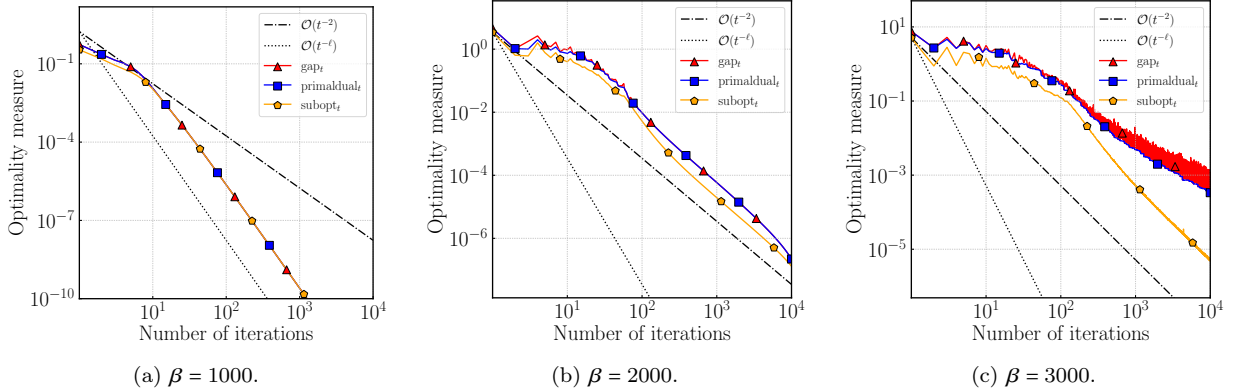 Optimality measure
10^{-1}
10^{-4}
10^{-7}
10^{-10}
10^1
10^2
10^3
10^4
Number of iterations
𝒪(t^{-2})
𝒪(t^{-ℓ})
gap_t
primaldual_t
subopt_t
(a) β = 1000.
Optimality measure
10^0
10^{-2}
10^{-4}
10^{-6}
10^1
10^2
10^3
10^4
Number of iterations
𝒪(t^{-2})
𝒪(t^{-ℓ})
gap_t
primaldual_t
subopt_t
(b) β = 2000.
Optimality measure
10^1
10^{-1}
10^{-3}
10^{-5}
10^1
10^2
10^3
10^4
Number of iterations
𝒪(t^{-2})
𝒪(t^{-ℓ})
gap_t
primaldual_t
subopt_t
(c) β = 3000.